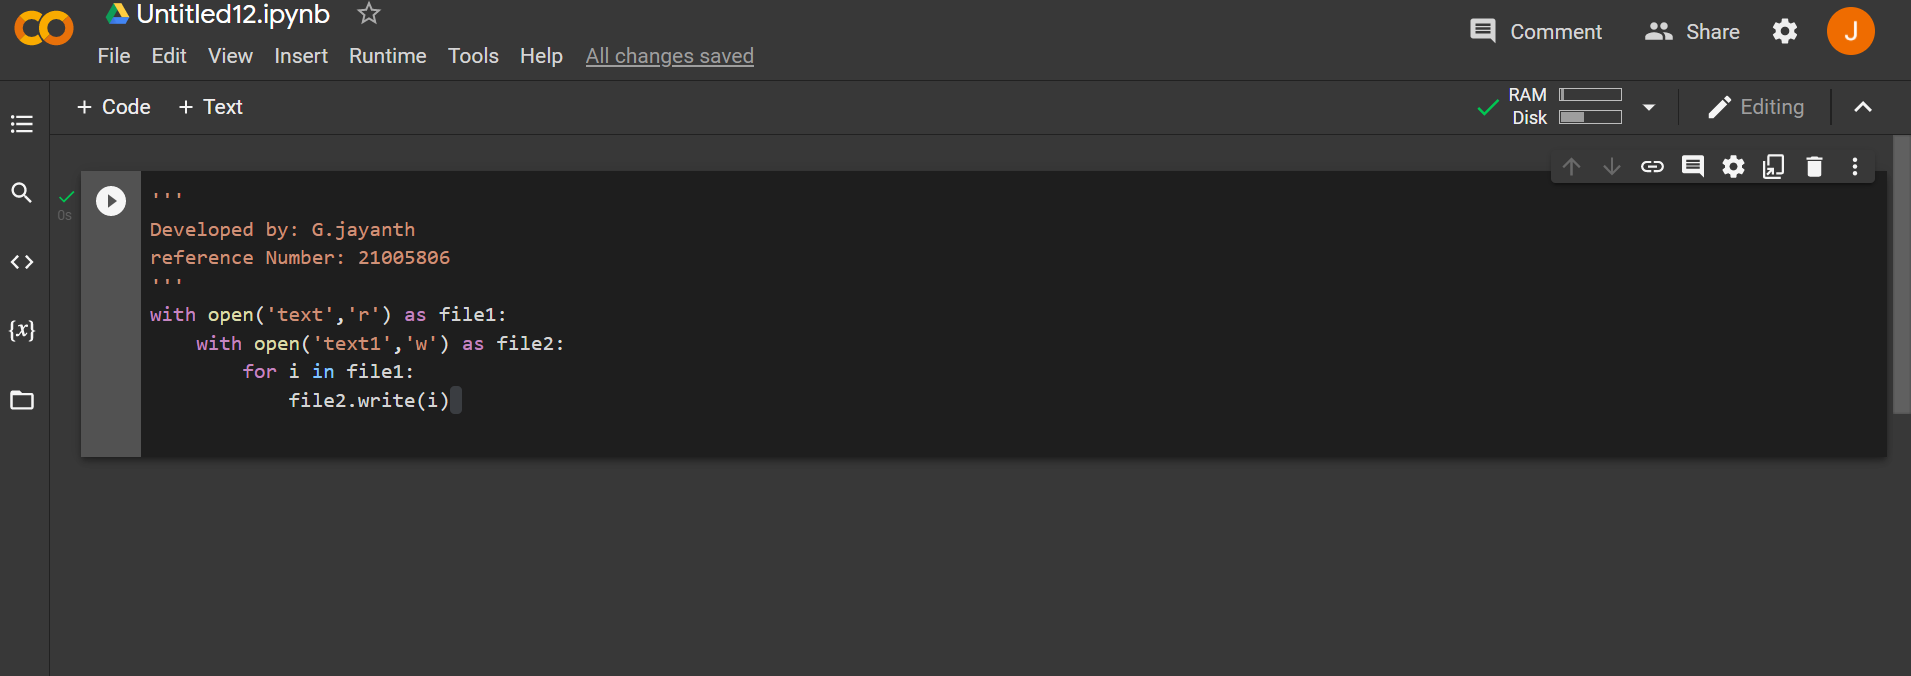 Untitled12.ipynb
File Edit View Insert Runtime Tools Help All changes saved
Comment Share J
+ Code + Text
RAM
Disk
Editing
0s
'''
Developed by: G.jayanth
reference Number: 21005806
'''
with open('text','r') as file1:
    with open('text1','w') as file2:
        for i in file1:
            file2.write(i)
{x}